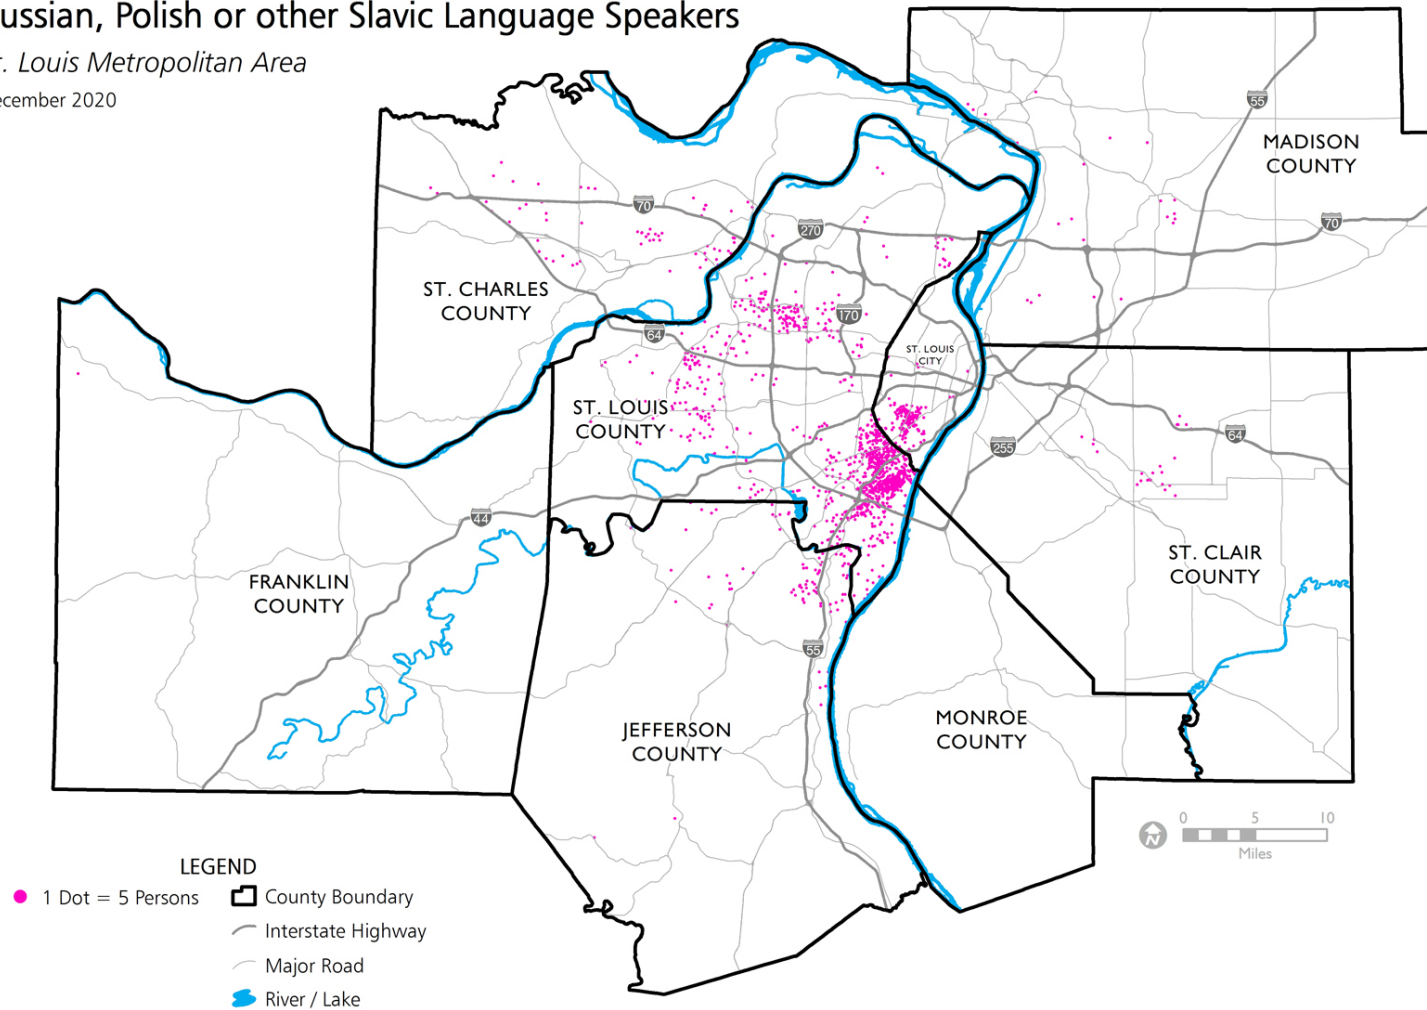 ussian, Polish or other Slavic Language Speakers
t. Louis Metropolitan Area
ecember 2020
55
MADISON
COUNTY
70
70
270
ST. CHARLES
COUNTY
64
170
ST. LOUIS
CITY
ST. LOUIS
COUNTY
255
64
44
FRANKLIN
COUNTY
ST. CLAIR
COUNTY
55
JEFFERSON
COUNTY
MONROE
COUNTY
0 5 10
N
Miles
LEGEND
1 Dot = 5 Persons
County Boundary
Interstate Highway
Major Road
River / Lake